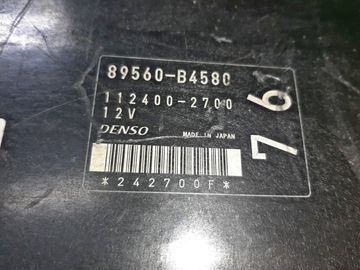 89560-B4580
112400-2700
12V
DENSO MADE IN JAPAN
*242700F*
76